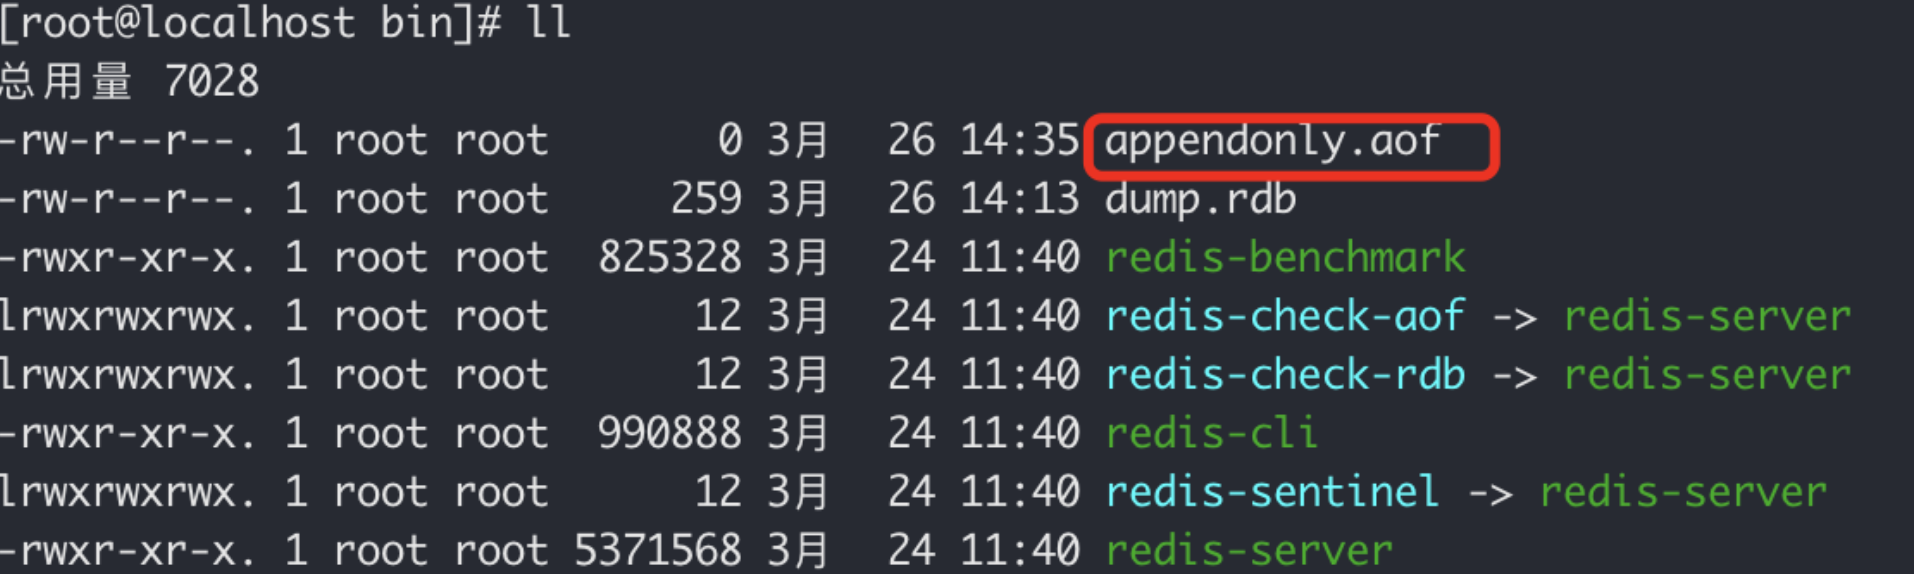 [root@localhost bin]# ll
总用量 7028
-rw-r--r--. 1 root root 0 3月 26 14:35 appendonly.aof
-rw-r--r--. 1 root root 259 3月 26 14:13 dump.rdb
-rwxr-xr-x. 1 root root 825328 3月 24 11:40 redis-benchmark
lrwxrwxrwx. 1 root root 12 3月 24 11:40 redis-check-aof -> redis-server
lrwxrwxrwx. 1 root root 12 3月 24 11:40 redis-check-rdb -> redis-server
-rwxr-xr-x. 1 root root 990888 3月 24 11:40 redis-cli
lrwxrwxrwx. 1 root root 12 3月 24 11:40 redis-sentinel -> redis-server
-rwxr-xr-x. 1 root root 5371568 3月 24 11:40 redis-server